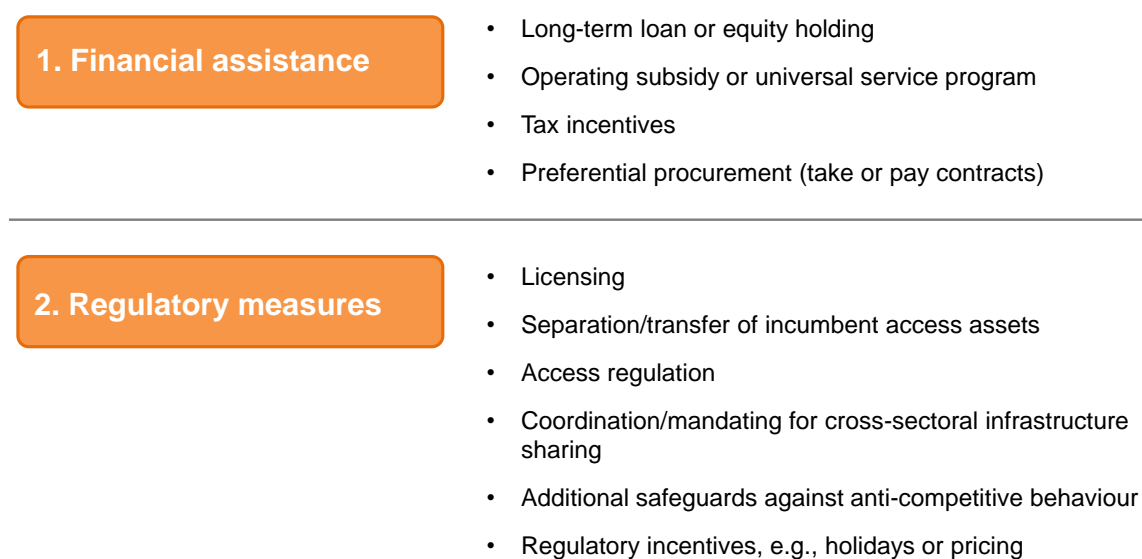 1. Financial assistance
• Long-term loan or equity holding
• Operating subsidy or universal service program
• Tax incentives
• Preferential procurement (take or pay contracts)
2. Regulatory measures
• Licensing
• Separation/transfer of incumbent access assets
• Access regulation
• Coordination/mandating for cross-sectoral infrastructure
sharing
• Additional safeguards against anti-competitive behaviour
• Regulatory incentives, e.g., holidays or pricing